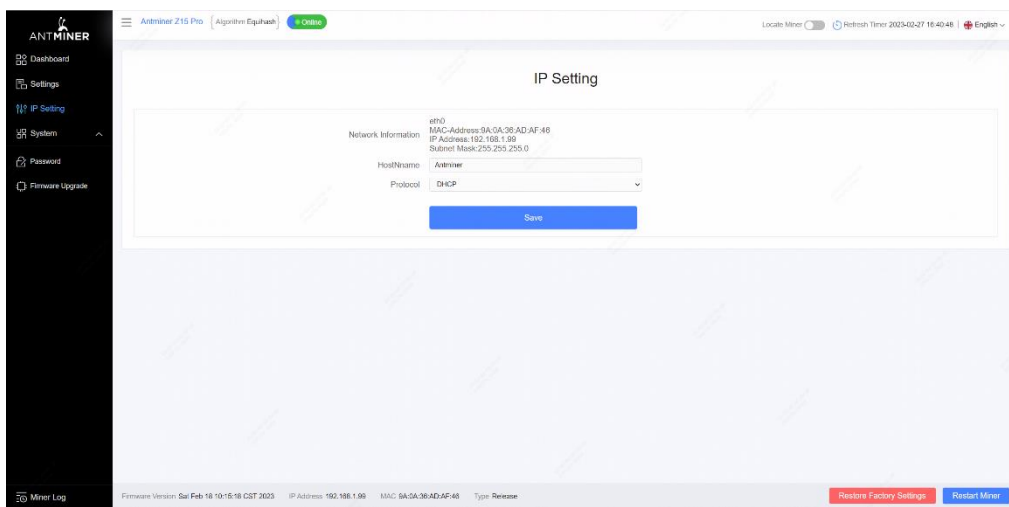 ANTMINER
Antminer Z15 Pro
Algorithm Equihash
Online
Locate Miner
Refresh Timer 2023-02-27 16:40:48
English
Dashboard
Settings
IP Setting
System
Password
Firmware Upgrade
IP Setting
Network Information
eth0
MAC-Address:9A:0A:36:AD:AF:46
IP Address:192.168.1.99
Subnet Mask:255.255.255.0
HostNname
Antminer
Protocol
DHCP
Save
Miner Log
Firmware Version Sat Feb 18 10:15:16 CST 2023
IP Address 192.168.1.99
MAC 9A:0A:36:AD:AF:46
Type Release
Restore Factory Settings
Restart Miner